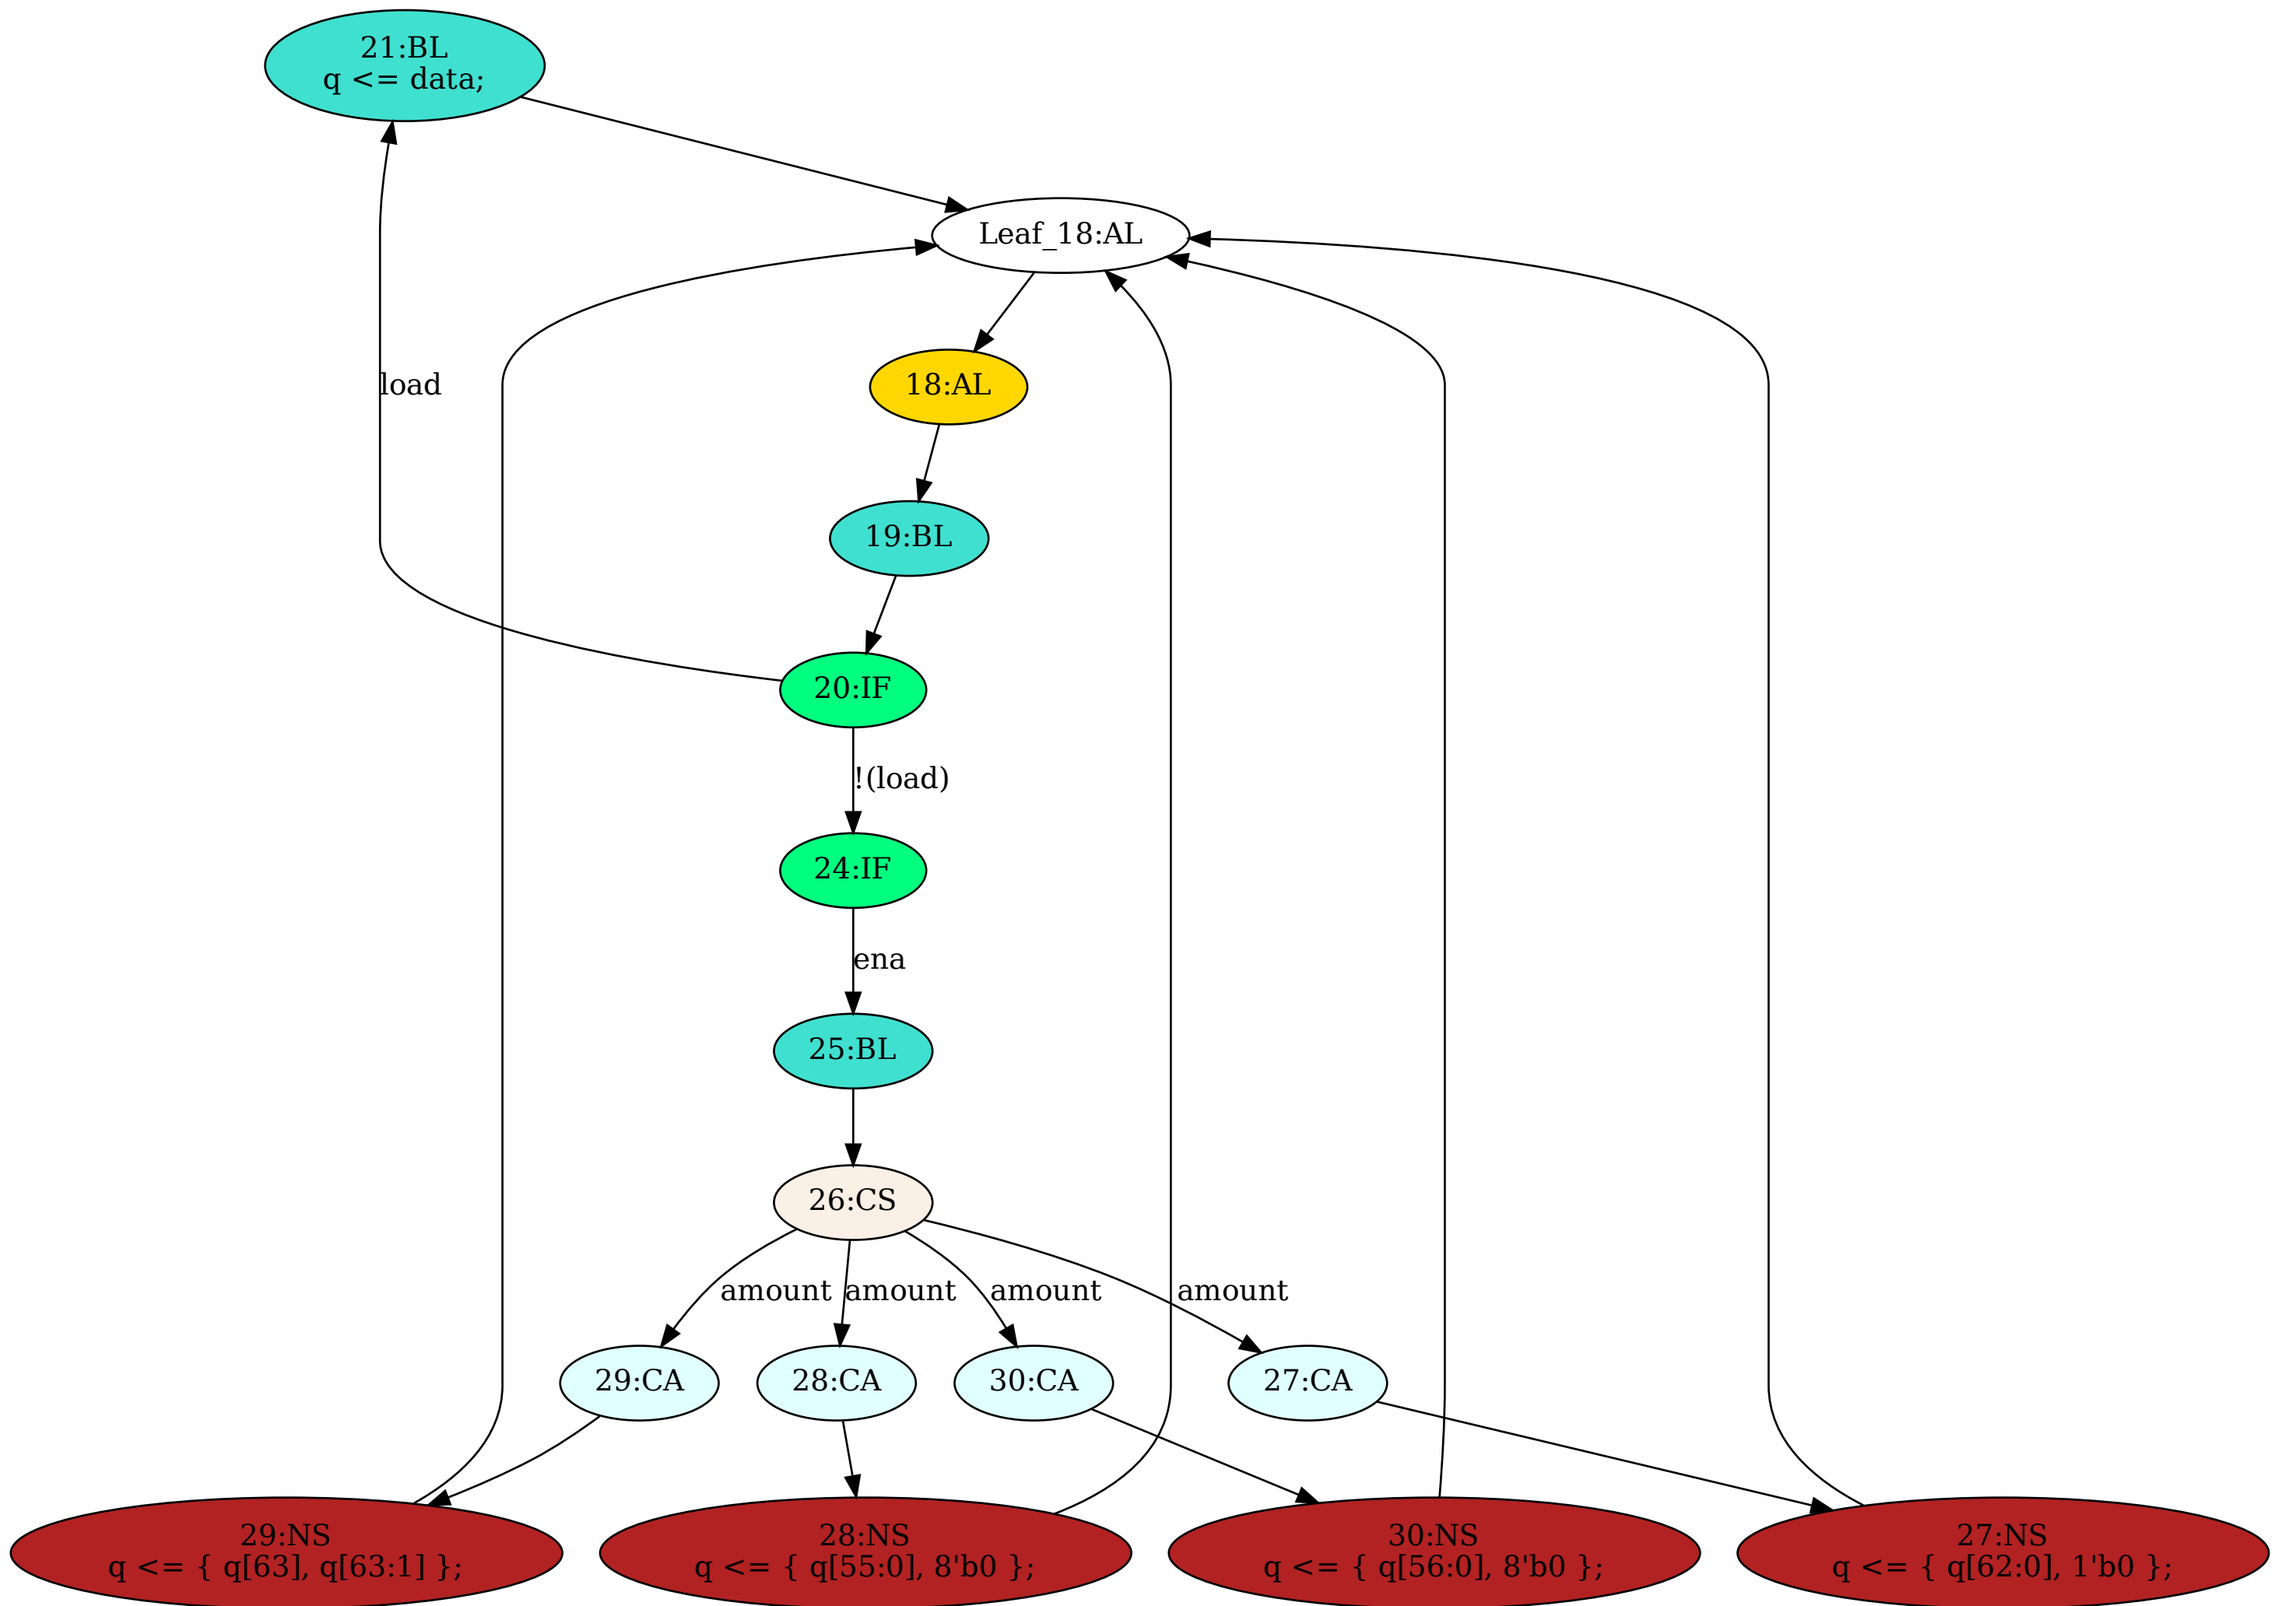 21:BL
q <= data;
Leaf_18:AL
load
18:AL
19:BL
20:IF
!(load)
24:IF
ena
25:BL
26:CS
amount
amount
amount
amount
29:CA
28:CA
30:CA
27:CA
29:NS
q <= { q[63], q[63:1] };
28:NS
q <= { q[55:0], 8'b0 };
30:NS
q <= { q[56:0], 8'b0 };
27:NS
q <= { q[62:0], 1'b0 };